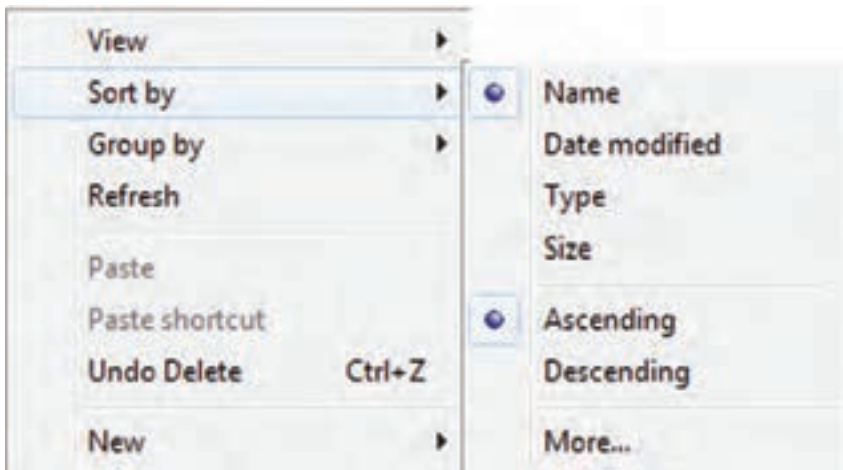 View
Sort by
Group by
Refresh
Paste
Paste shortcut
Undo Delete Ctrl+Z
New
Name
Date modified
Type
Size
Ascending
Descending
More...